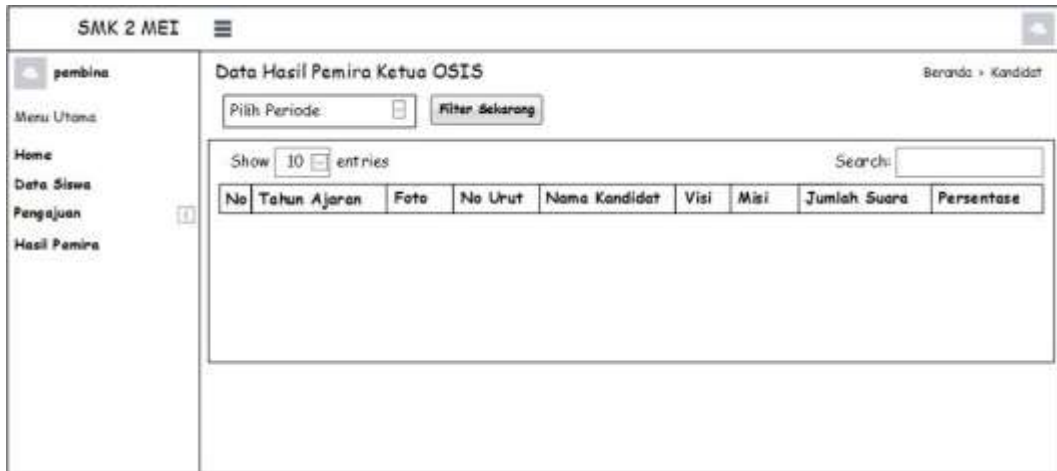 SMK 2 MEI
pembina
Menu Utama
Home
Data Siswa
Pengajuan
Hasil Pemira
Data Hasil Pemira Ketua OSIS
Beranda > Kandidat
Pilih Periode
Filter Sekarang
Show 10 entries
Search:
No Tahun Ajaran Foto No Urut Nama Kandidat Visi Misi Jumlah Suara Persentase